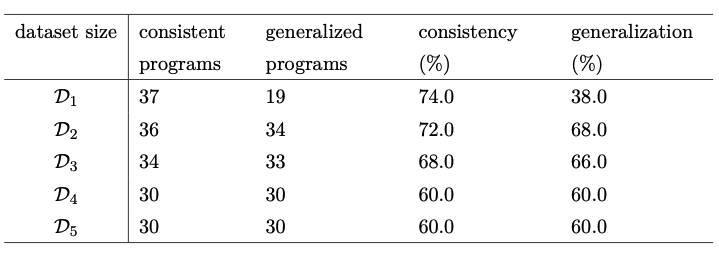 dataset size consistent generalized consistency generalization
programs programs (%) (%)
𝒟₁ 37 19 74.0 38.0
𝒟₂ 36 34 72.0 68.0
𝒟₃ 34 33 68.0 66.0
𝒟₄ 30 30 60.0 60.0
𝒟₅ 30 30 60.0 60.0